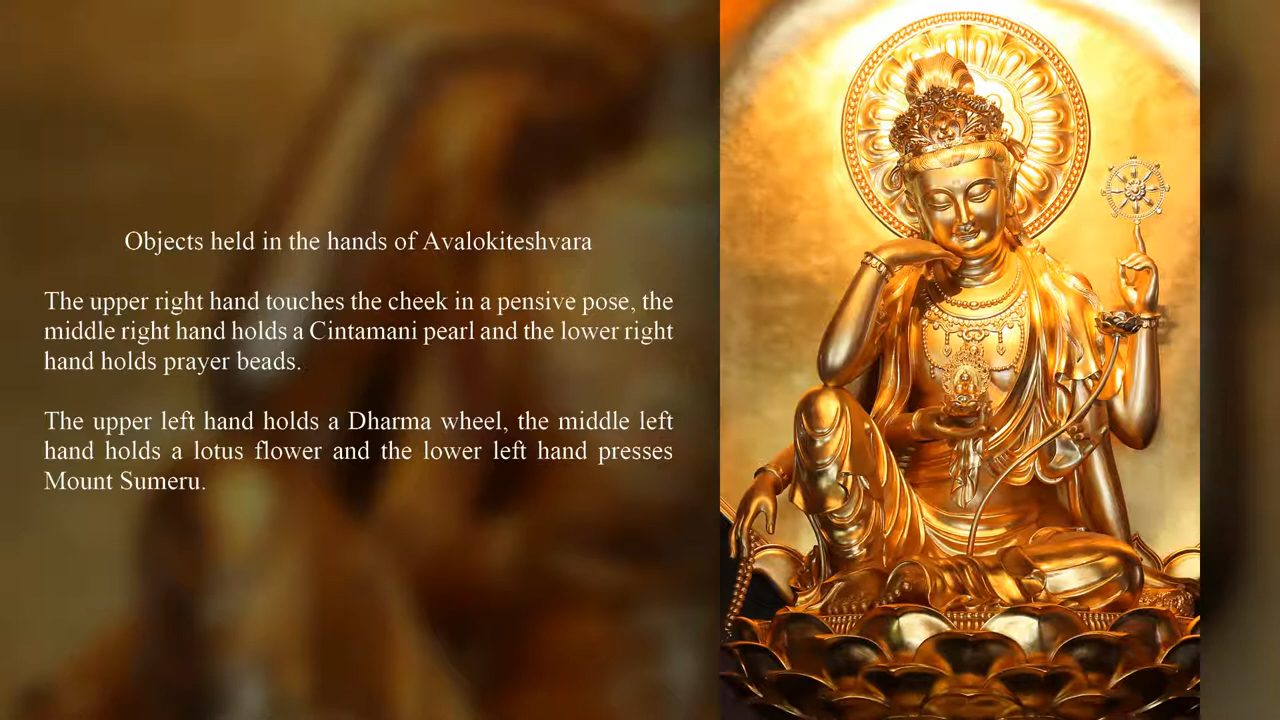 Objects held in the hands of Avalokiteshvara
The upper right hand touches the cheek in a pensive pose, the
middle right hand holds a Cintamani pearl and the lower right
hand holds prayer beads.
The upper left hand holds a Dharma wheel, the middle left
hand holds a lotus flower and the lower left hand presses
Mount Sumeru.